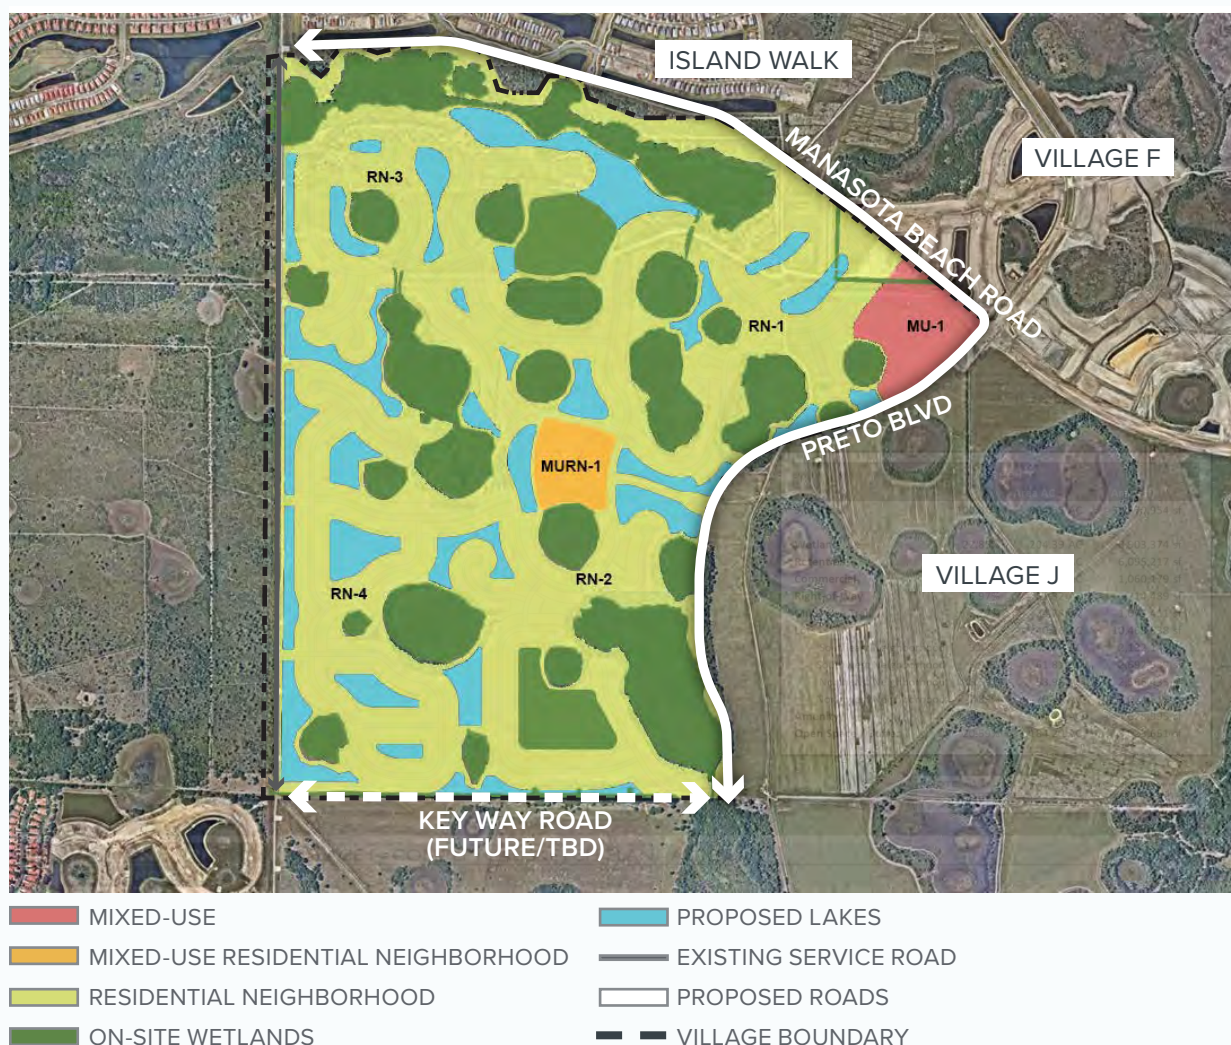 ISLAND WALK
VILLAGE F
MANASOTA BEACH ROAD
RN-3
RN-1
MU-1
PRETO BLVD
MURN-1
VILLAGE J
RN-2
RN-4
KEY WAY ROAD
(FUTURE/TBD)
MIXED-USE
MIXED-USE RESIDENTIAL NEIGHBORHOOD
RESIDENTIAL NEIGHBORHOOD
ON-SITE WETLANDS
PROPOSED LAKES
EXISTING SERVICE ROAD
PROPOSED ROADS
VILLAGE BOUNDARY